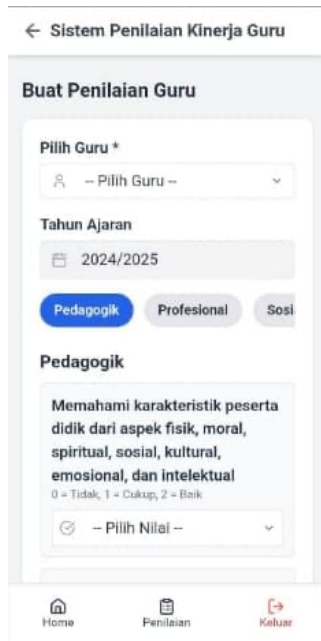 ← Sistem Penilaian Kinerja Guru
Buat Penilaian Guru
Pilih Guru *
-- Pilih Guru --
Tahun Ajaran
2024/2025
Pedagogik Profesional Sosi
Pedagogik
Memahami karakteristik peserta
didik dari aspek fisik, moral,
spiritual, sosial, kultural,
emosional, dan intelektual
0 = Tidak, 1 = Cukup, 2 = Baik
-- Pilih Nilai --
Home Penilaian Keluar